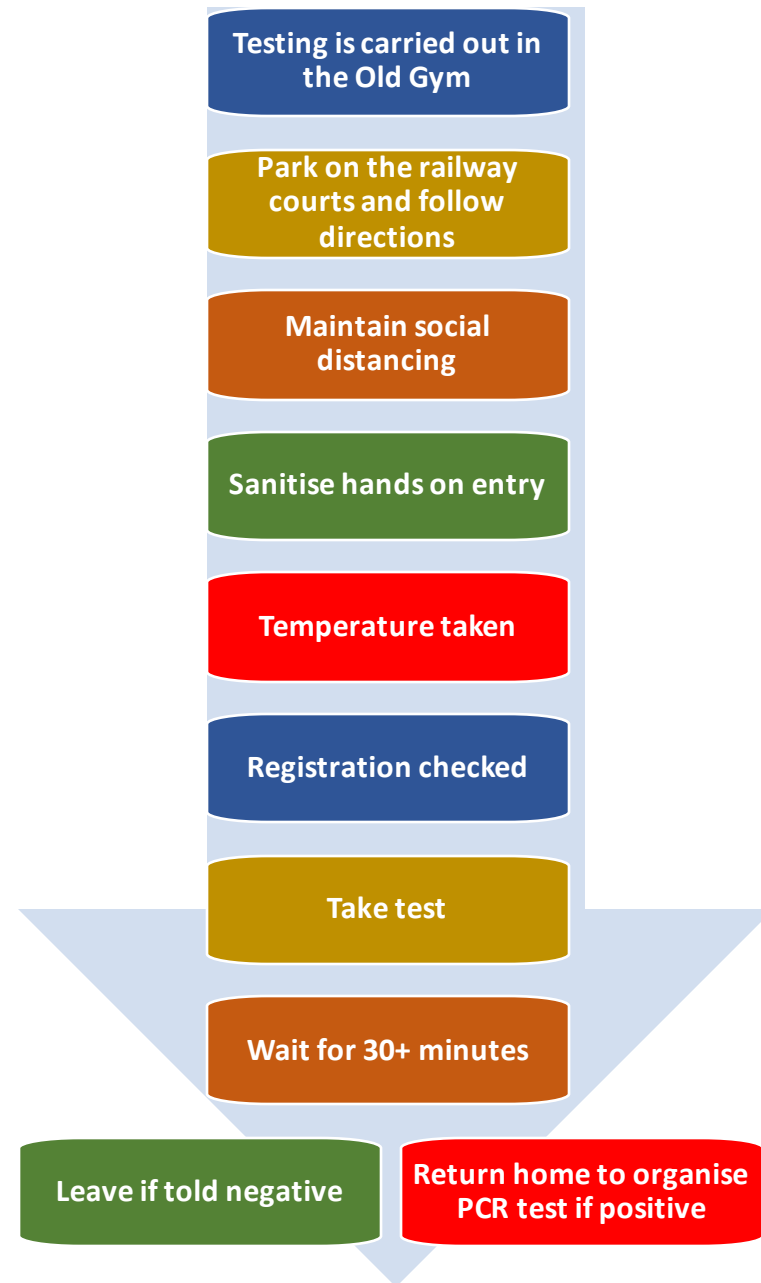 Testing is carried out in
the Old Gym
Park on the railway
courts and follow
directions
Maintain social
distancing
Sanitise hands on entry
Temperature taken
Registration checked
Take test
Wait for 30+ minutes
Leave if told negative
Return home to organise
PCR test if positive